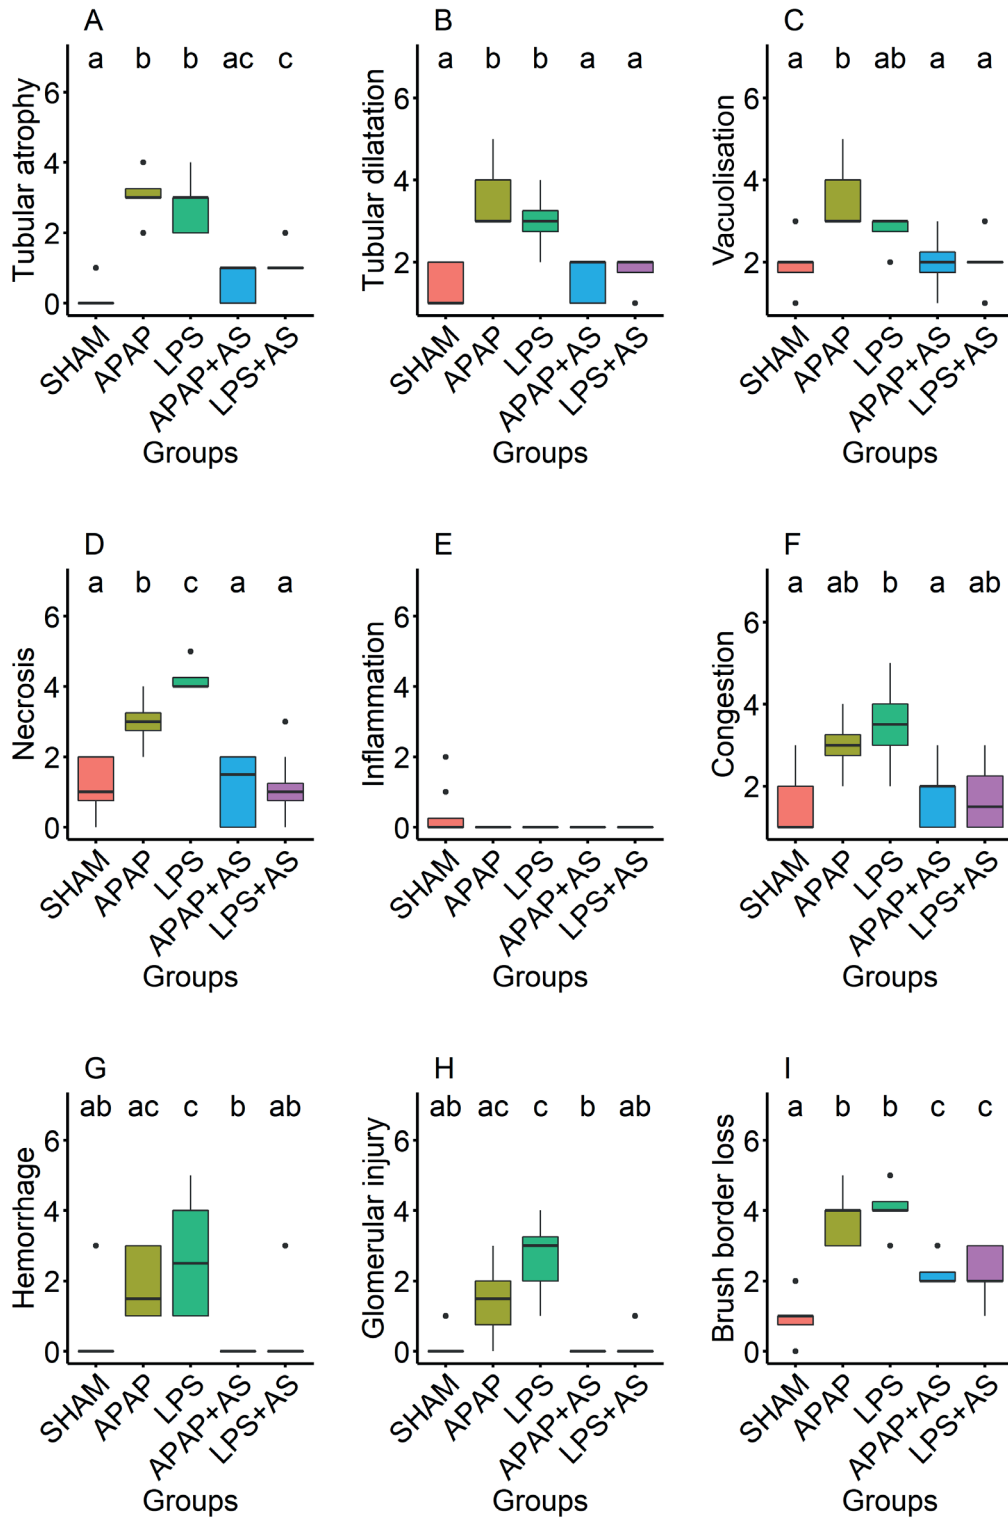 A
a b b ac c
Tubular atrophy
6
4
2
0
SHAM
APAP
LPS
APAP+AS
LPS+AS
Groups
B
a b b a a
Tubular dilatation
6
4
2
SHAM
APAP
LPS
APAP+AS
LPS+AS
Groups
C
a b ab a a
Vacuolisation
6
4
2
SHAM
APAP
LPS
APAP+AS
LPS+AS
Groups
D
a b c a a
Necrosis
6
4
2
0
SHAM
APAP
LPS
APAP+AS
LPS+AS
Groups
E
Inflammation
6
4
2
0
SHAM
APAP
LPS
APAP+AS
LPS+AS
Groups
F
a ab b a ab
Congestion
6
4
2
SHAM
APAP
LPS
APAP+AS
LPS+AS
Groups
G
ab ac c b ab
Hemorrhage
6
4
2
0
SHAM
APAP
LPS
APAP+AS
LPS+AS
Groups
H
ab ac c b ab
Glomerular injury
6
4
2
0
SHAM
APAP
LPS
APAP+AS
LPS+AS
Groups
I
a b b c c
Brush border loss
6
4
2
0
SHAM
APAP
LPS
APAP+AS
LPS+AS
Groups